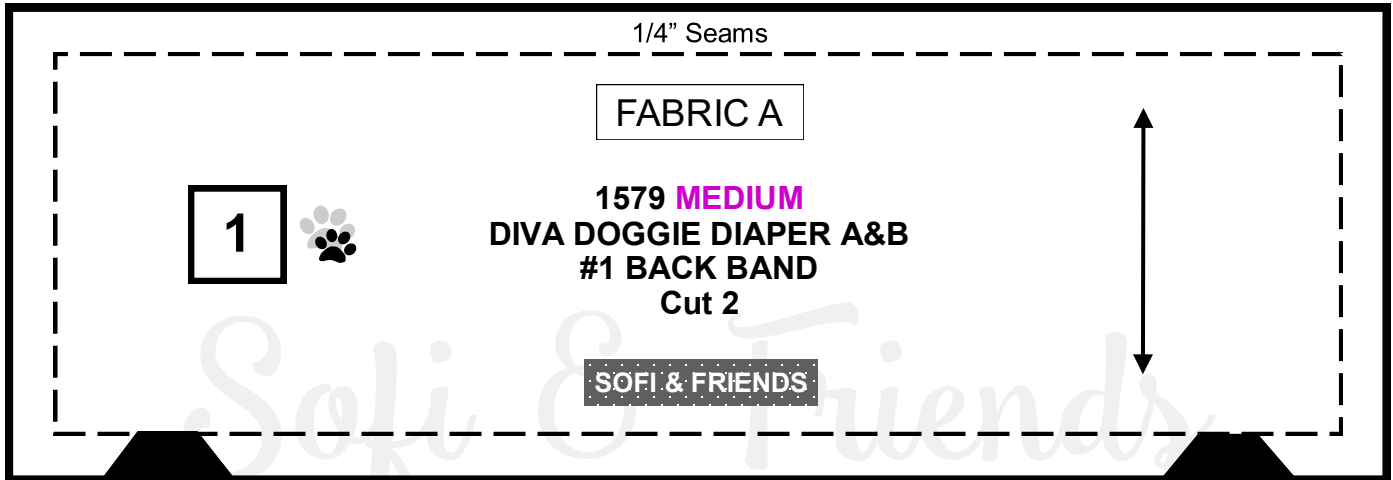 1/4” Seams
FABRIC A
1
1579 MEDIUM
DIVA DOGGIE DIAPER A&B
#1 BACK BAND
Cut 2
SOFI & FRIENDS
Sofi & Friends